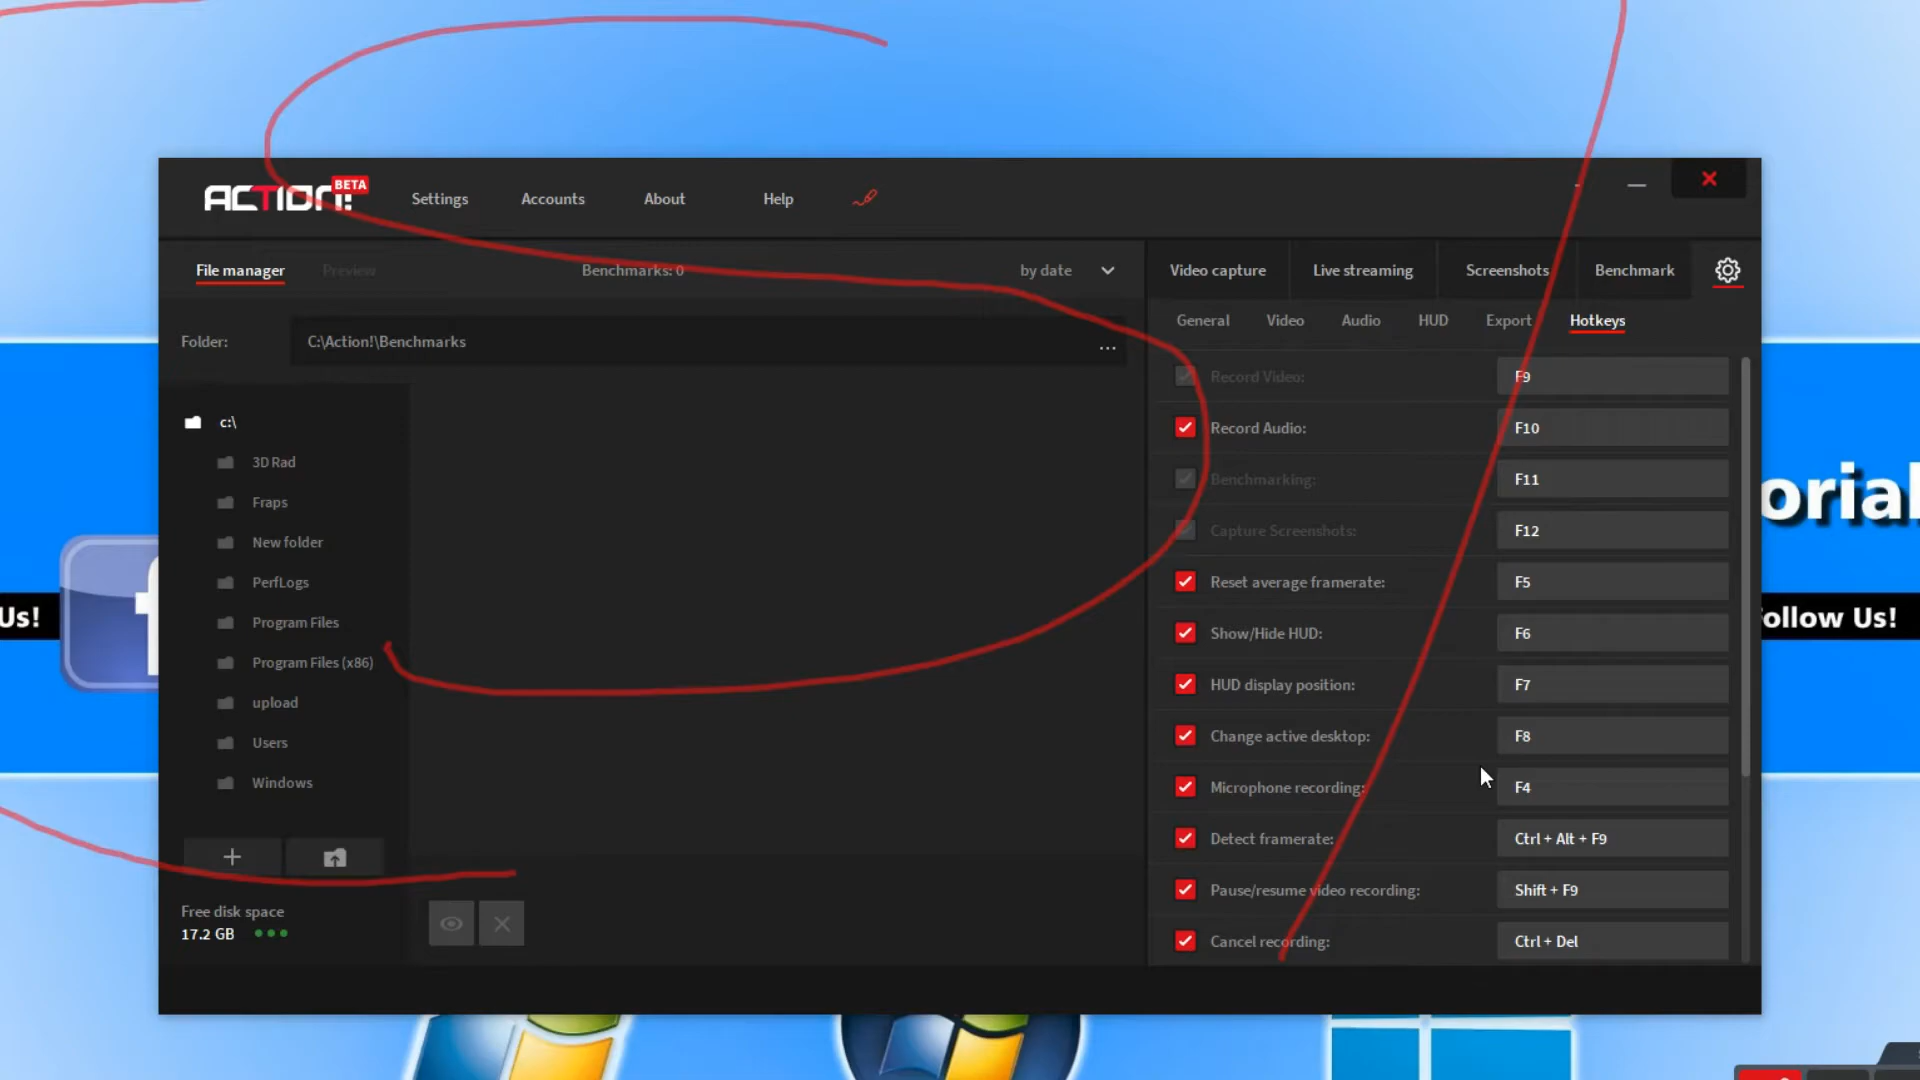 ACTION! BETA
Settings Accounts About Help
File manager Preview Benchmarks: 0 by date
Video capture Live streaming Screenshots Benchmark
General Video Audio HUD Export Hotkeys
Folder: C:\Action!\Benchmarks ...
Record Video: F9
c:\
Record Audio: F10
3D Rad
Benchmarking: F11
Fraps
Capture Screenshots: F12
New folder
Reset average framerate: F5
PerfLogs
Show/Hide HUD: F6
Program Files
HUD display position: F7
Program Files (x86)
Change active desktop: F8
upload
Microphone recording: F4
Users
Detect framerate: Ctrl + Alt + F9
Windows
Pause/resume video recording: Shift + F9
Cancel recording: Ctrl + Del
Free disk space
17.2 GB
orial
Us!
ollow Us!